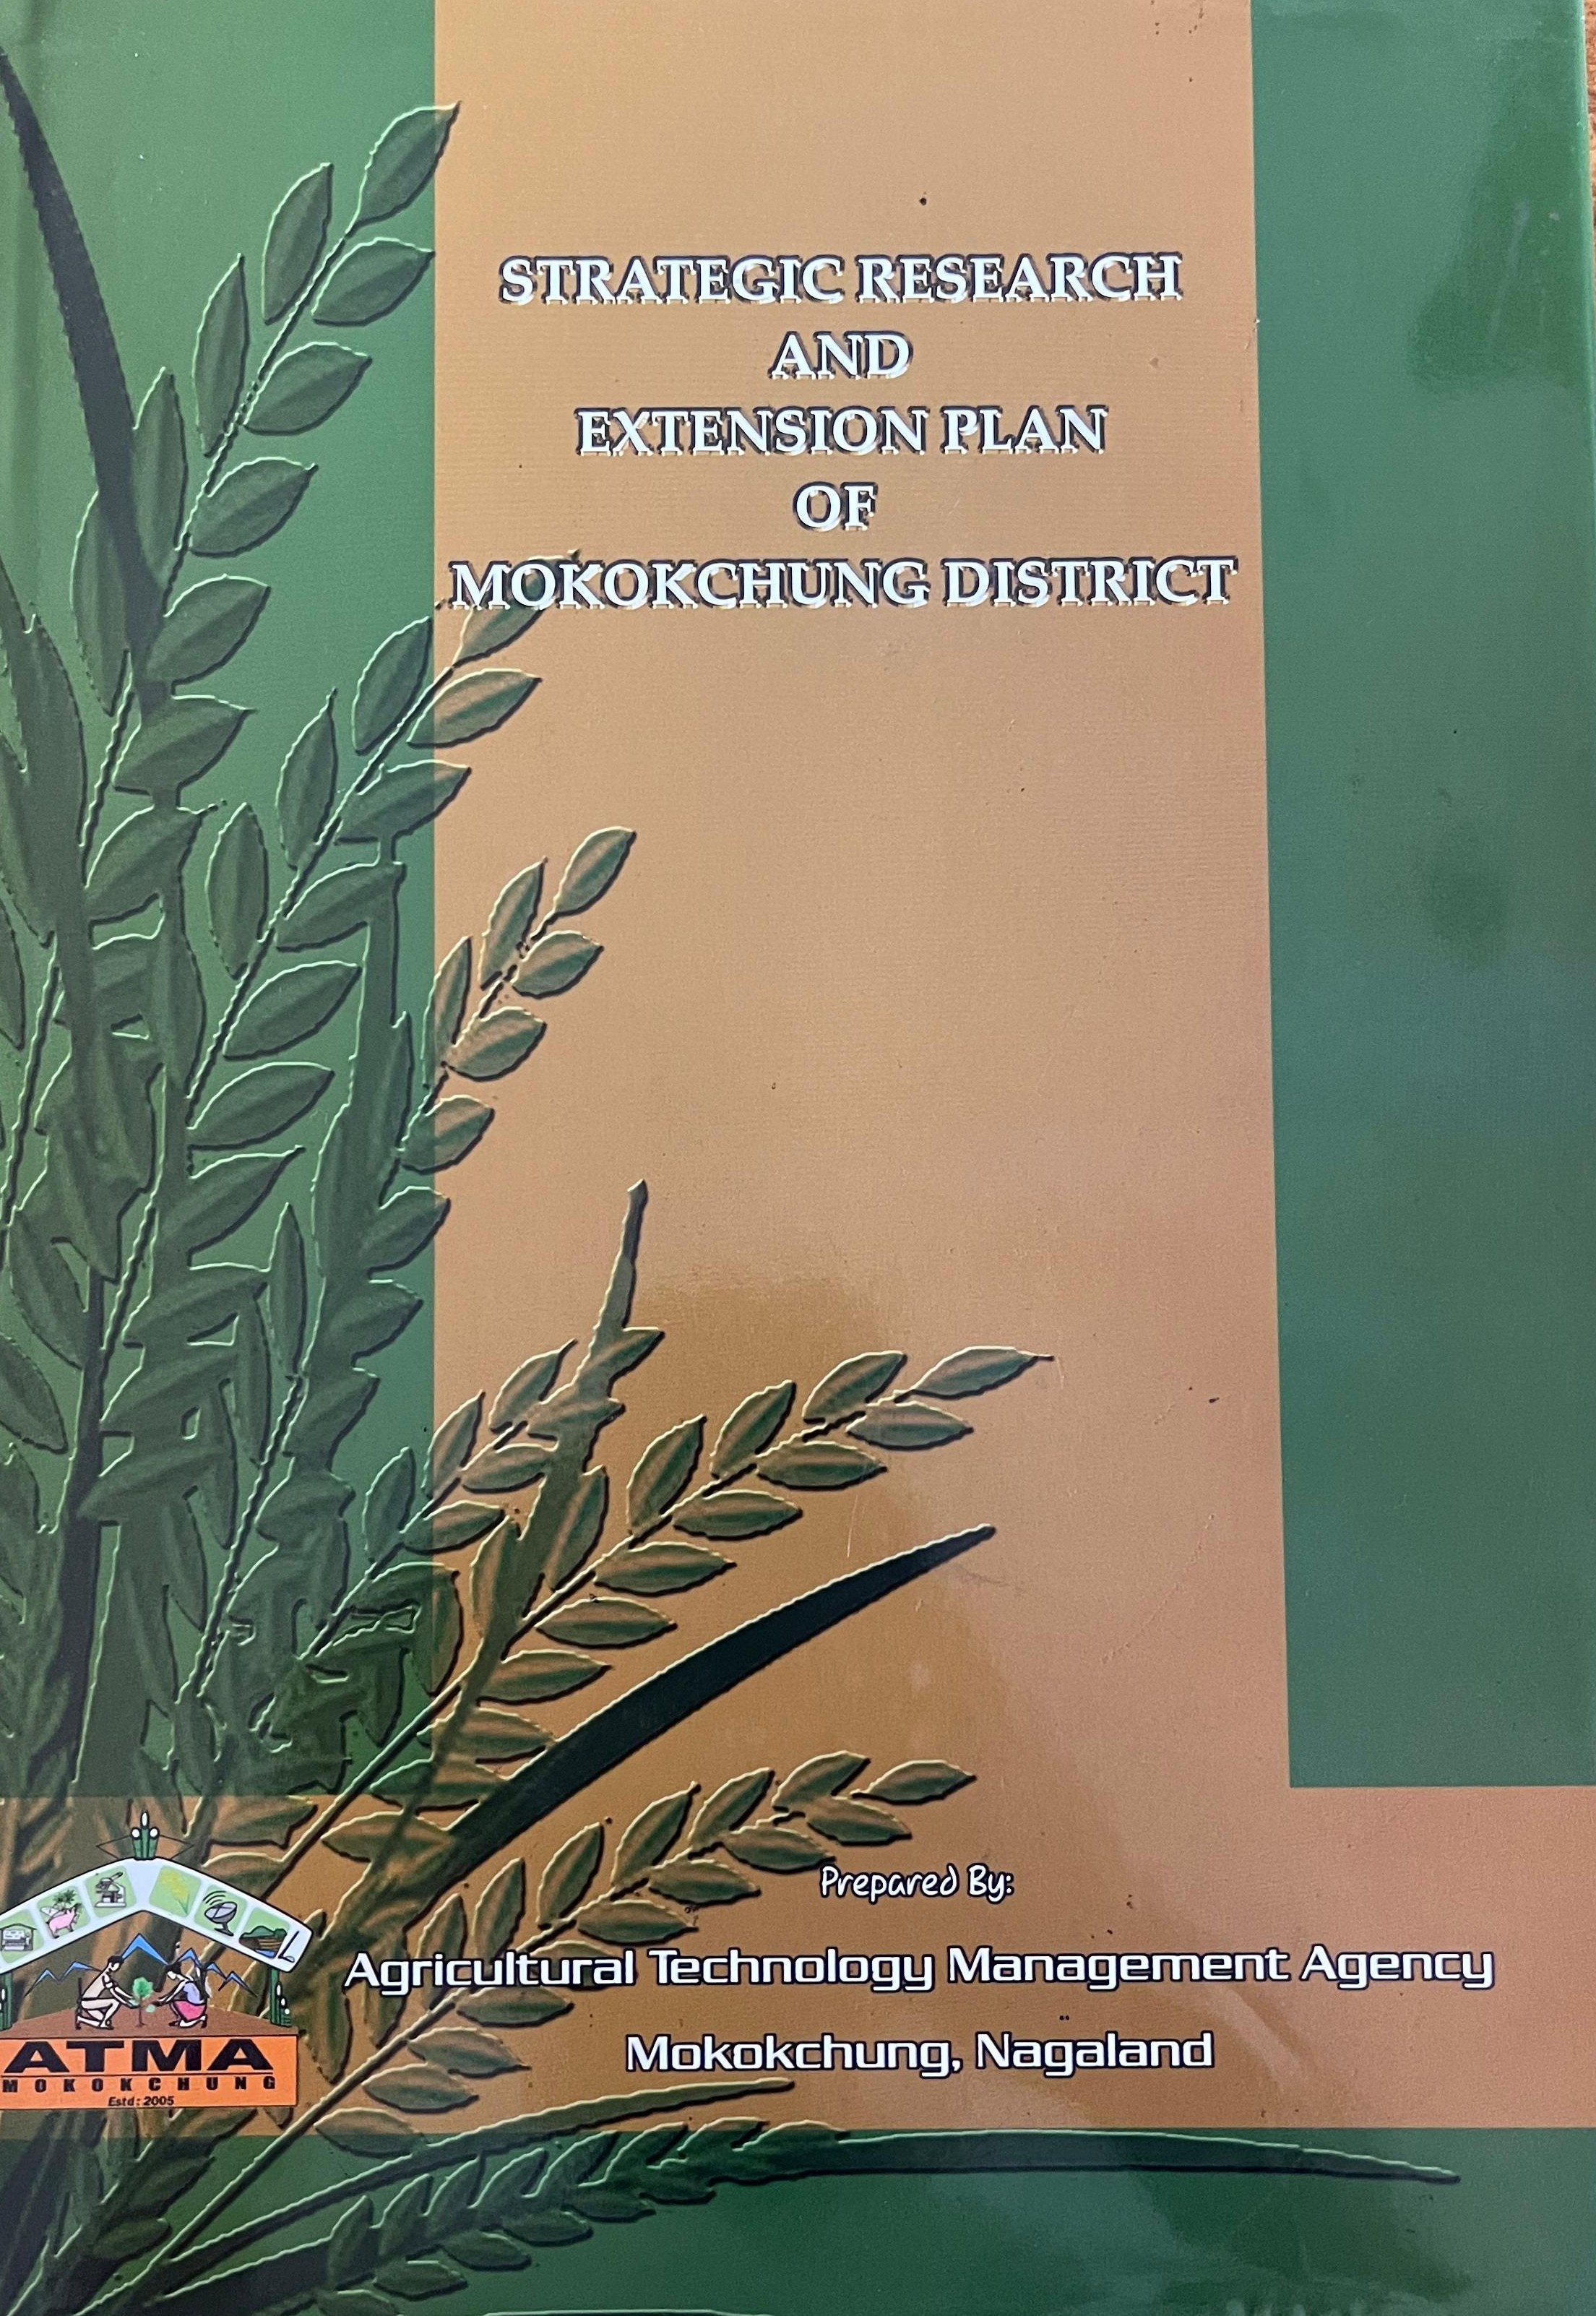 STRATEGIC RESEARCH
AND
EXTENSION PLAN
OF
MOKOKCHUNG DISTRICT
Prepared By:
Agricultural Technology Management Agency
Mokokchung, Nagaland
ATMA
MOKOKCHUNG
Estd: 2005